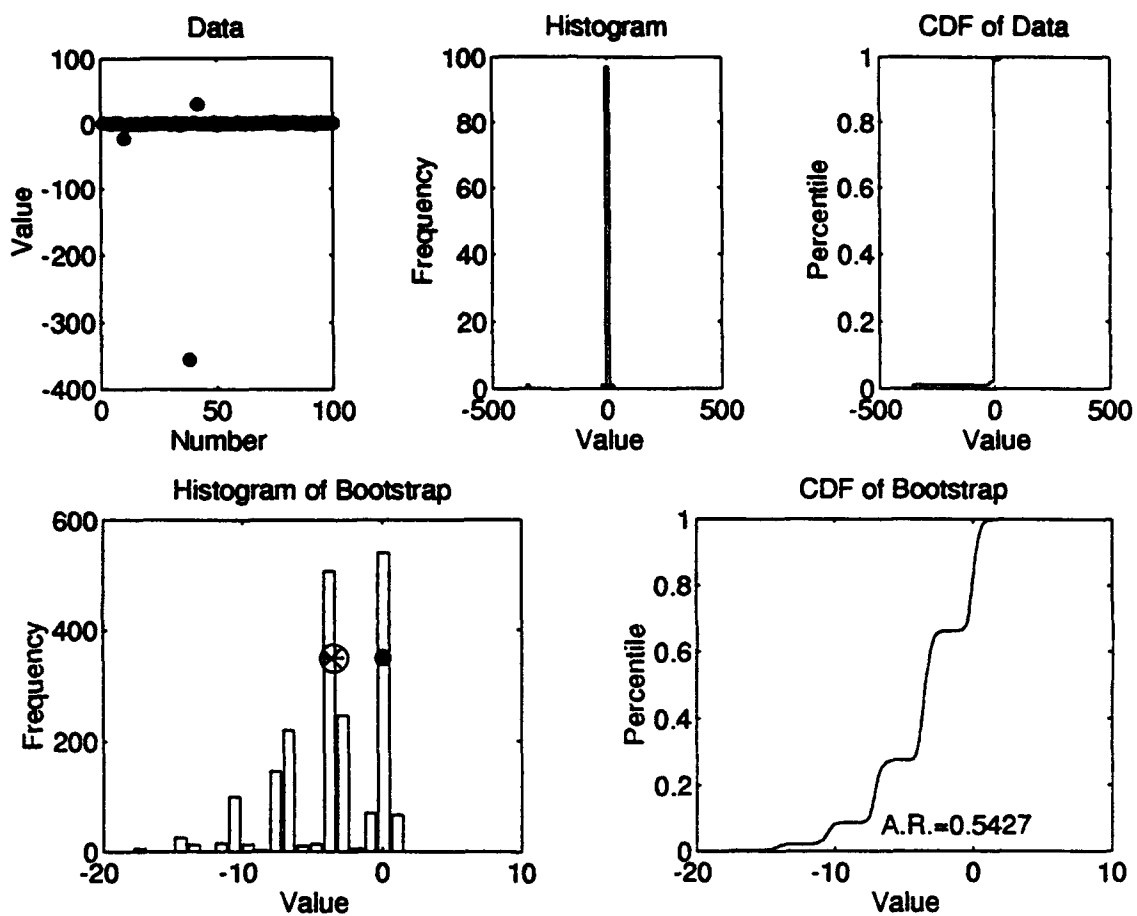 Data
Histogram
CDF of Data
100
0
-100
-200
-300
-400
Value
0
50
100
Number
100
80
60
40
20
0
Frequency
-500
0
500
Value
1
0.8
0.6
0.4
0.2
0
Percentile
-500
0
500
Value
Histogram of Bootstrap
CDF of Bootstrap
600
400
200
0
Frequency
-20
-10
0
10
Value
1
0.8
0.6
0.4
0.2
0
Percentile
A.R.=0.5427
-20
-10
0
10
Value